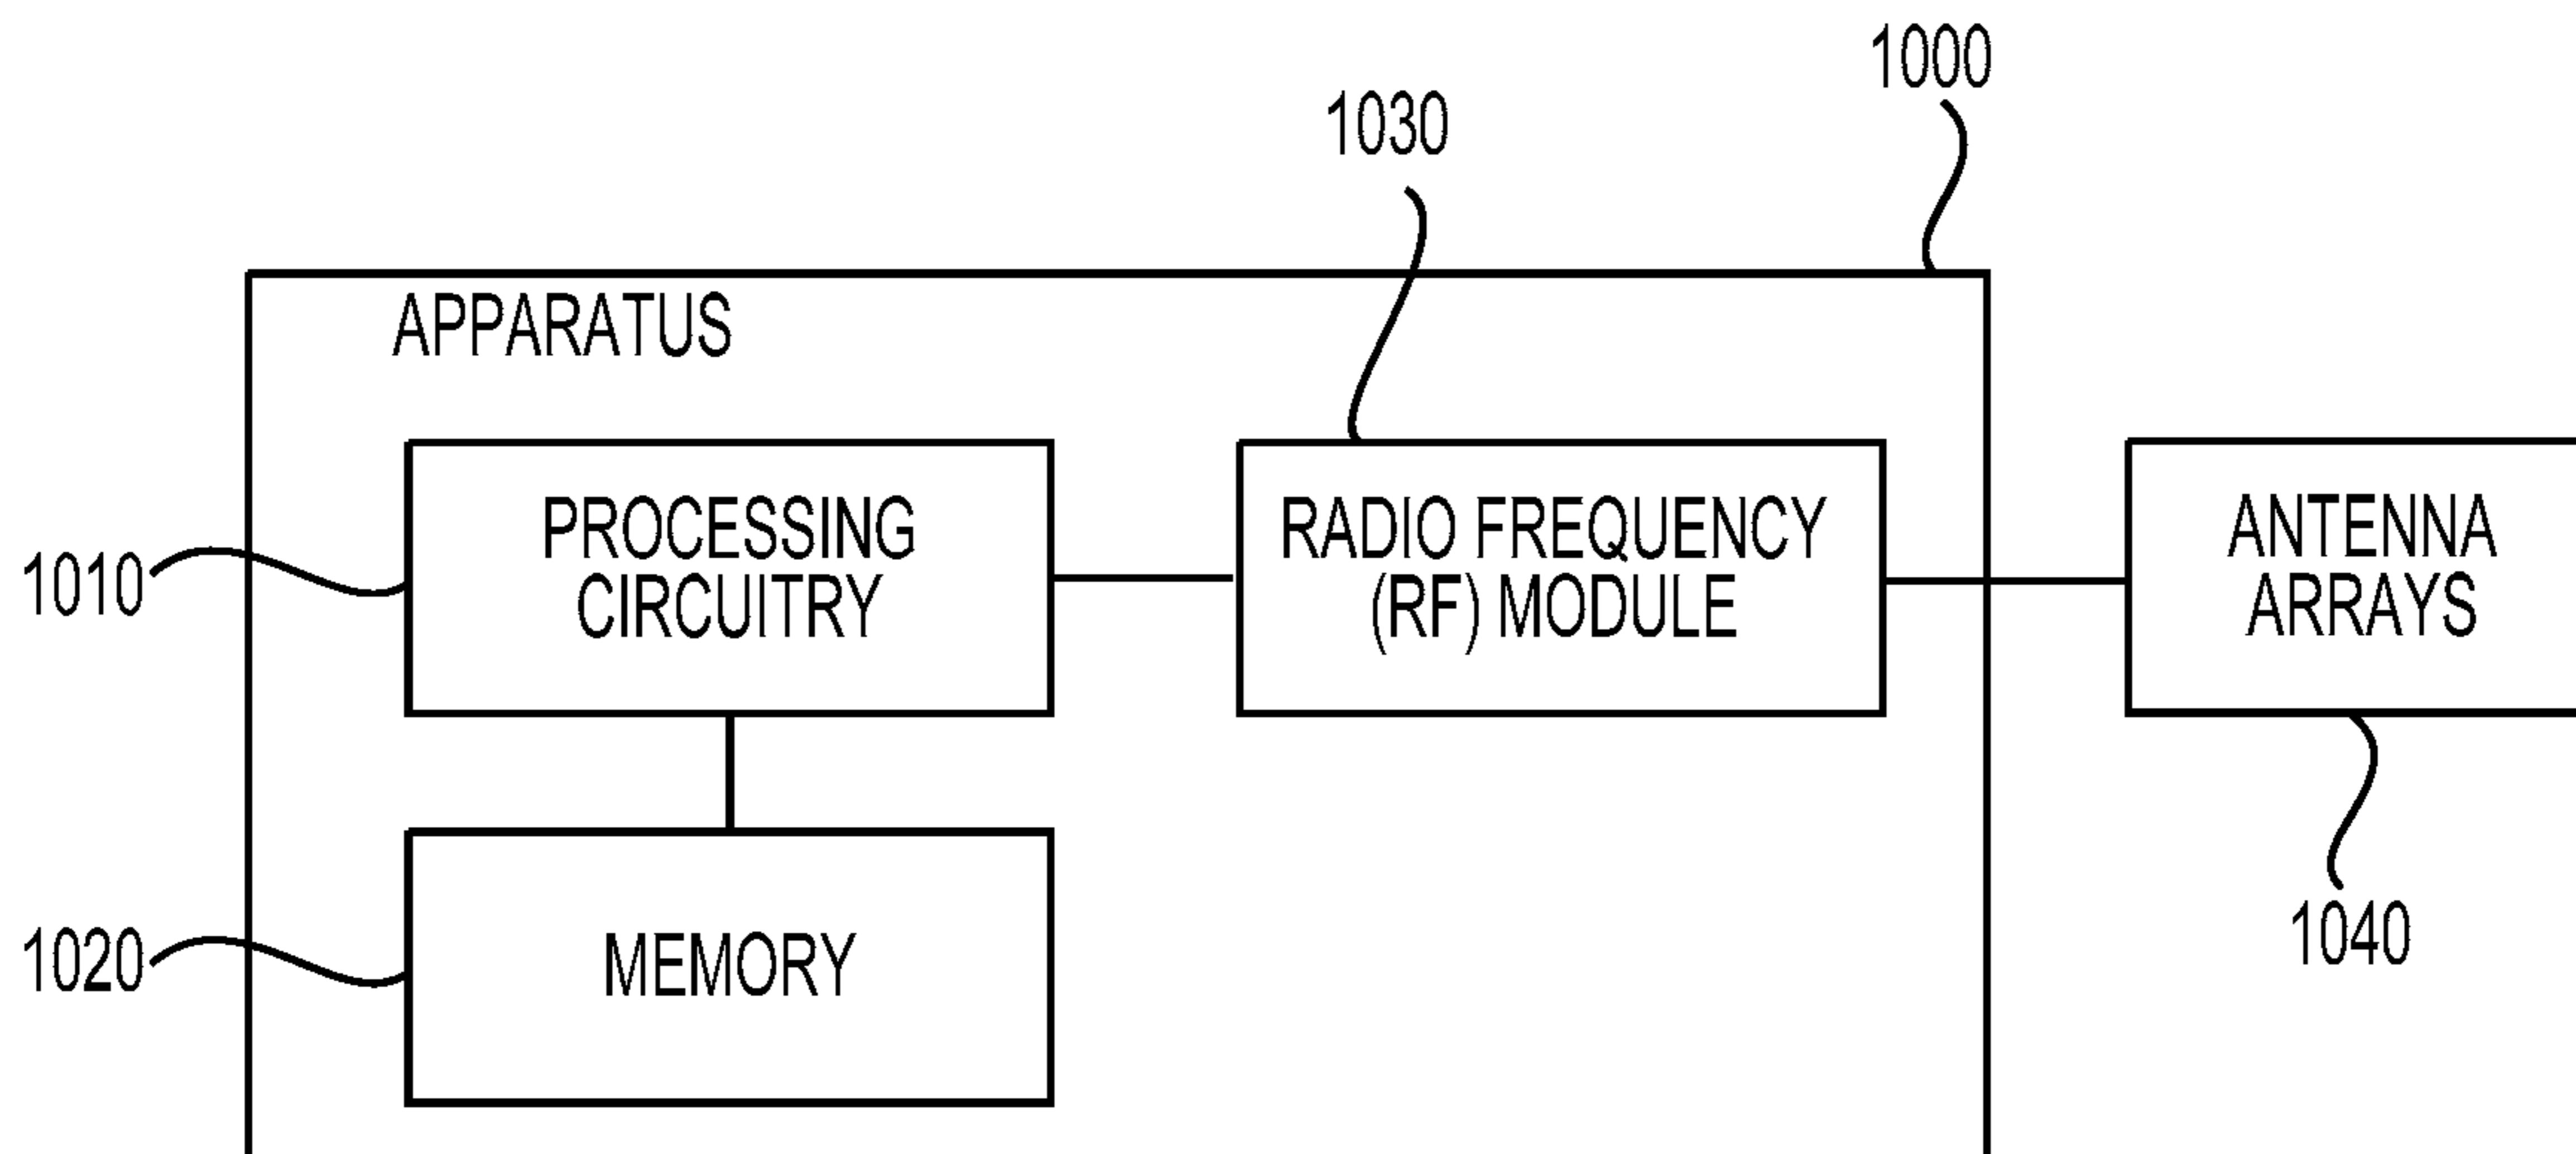 1000
1030
APPARATUS
PROCESSING
CIRCUITRY
RADIO FREQUENCY
(RF) MODULE
ANTENNA
ARRAYS
1010
MEMORY
1020
1040